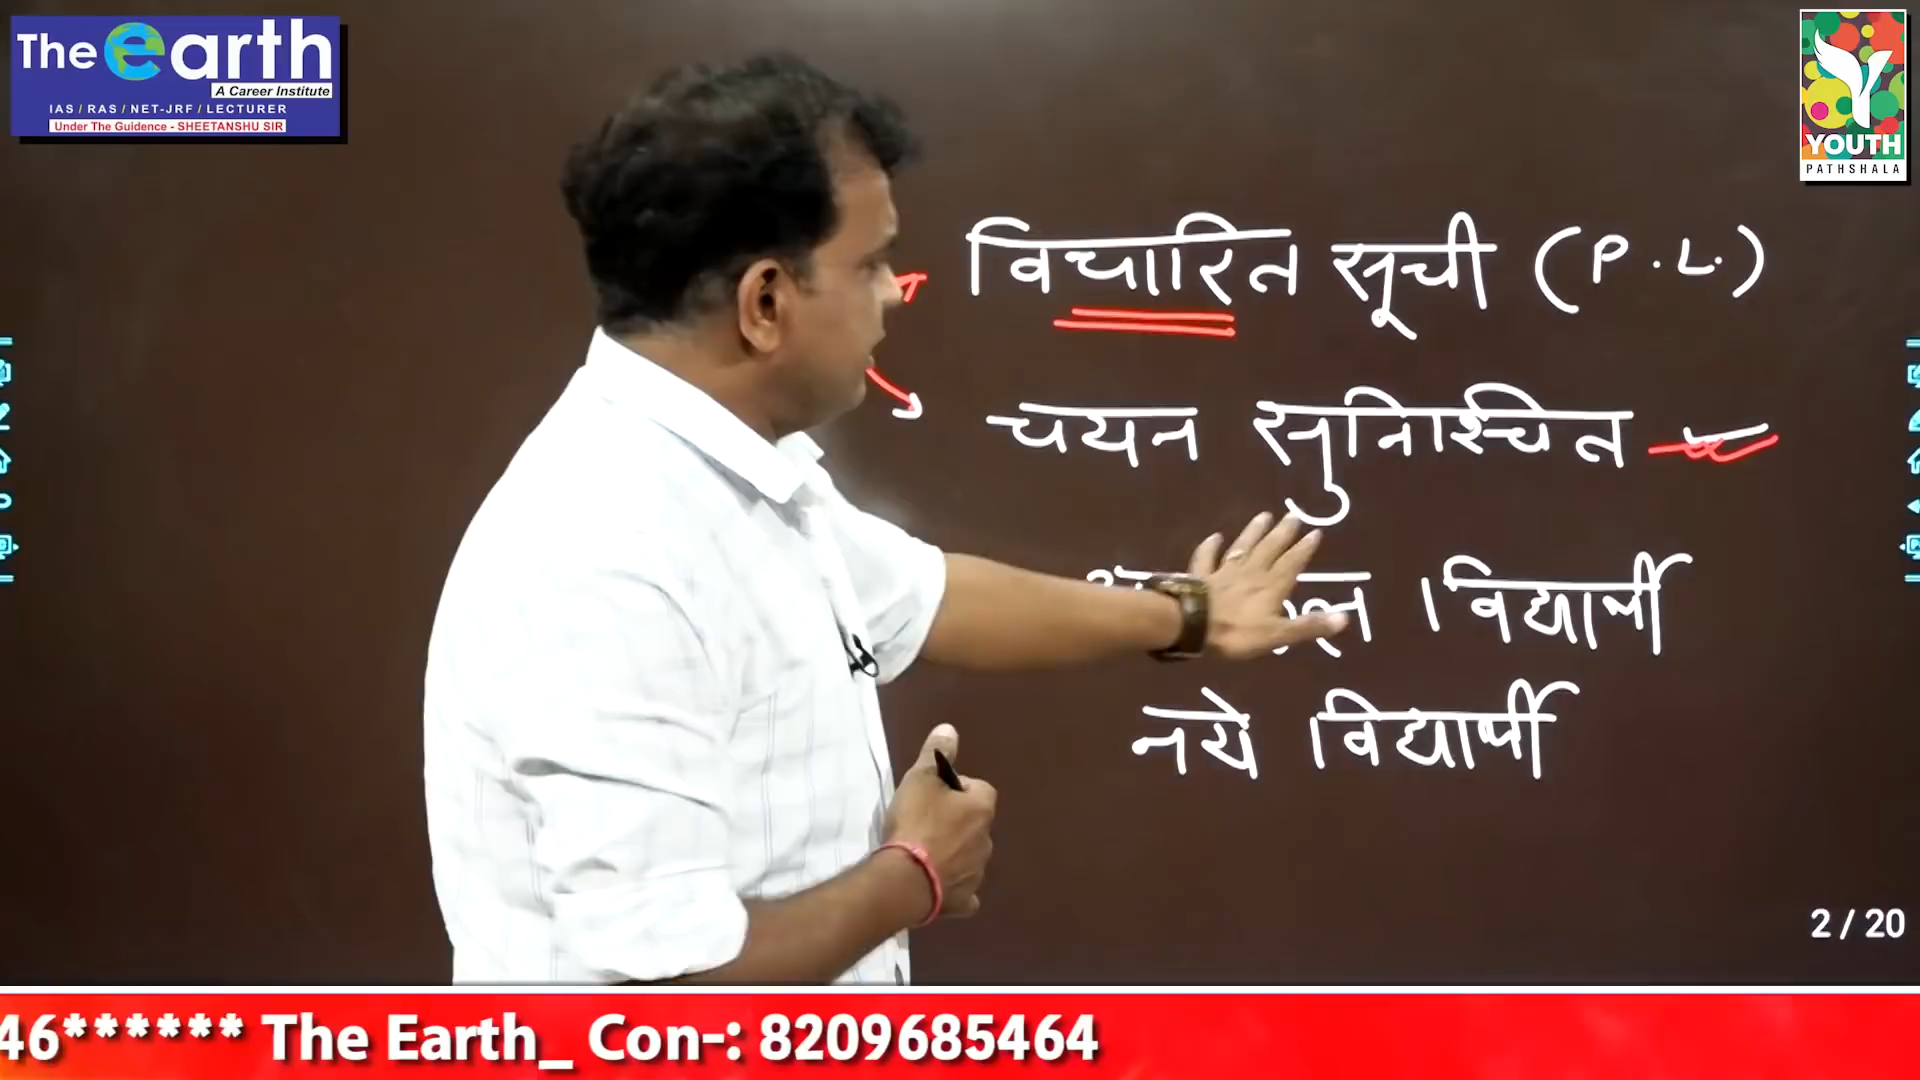 The earth
A Career Institute
IAS / RAS / NET-JRF / LECTURER
Under The Guidence - SHEETANSHU SIR
YOUTH
PATHSHALA
विचारित सूची (P.L.)
चयन सुनिश्चित
विद्यार्थी
नये विद्यार्थी
2 / 20
46****** The Earth_ Con-: 8209685464